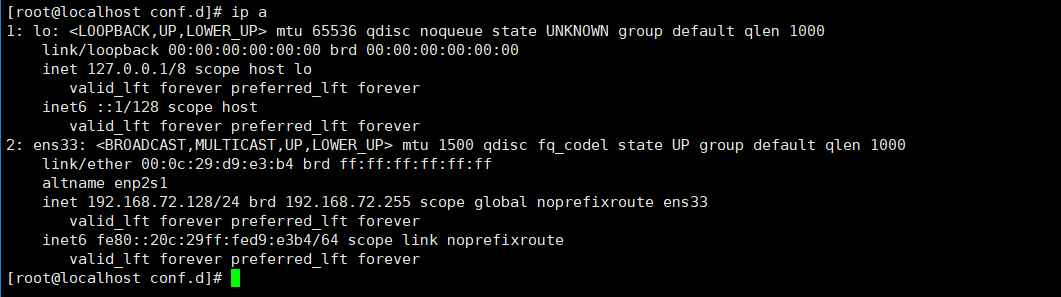 [root@localhost conf.d]# ip a
1: lo: <LOOPBACK,UP,LOWER_UP> mtu 65536 qdisc noqueue state UNKNOWN group default qlen 1000
    link/loopback 00:00:00:00:00:00 brd 00:00:00:00:00:00
    inet 127.0.0.1/8 scope host lo
       valid_lft forever preferred_lft forever
    inet6 ::1/128 scope host
       valid_lft forever preferred_lft forever
2: ens33: <BROADCAST,MULTICAST,UP,LOWER_UP> mtu 1500 qdisc fq_codel state UP group default qlen 1000
    link/ether 00:0c:29:d9:e3:b4 brd ff:ff:ff:ff:ff:ff
    altname enp2s1
    inet 192.168.72.128/24 brd 192.168.72.255 scope global noprefixroute ens33
       valid_lft forever preferred_lft forever
    inet6 fe80::20c:29ff:fed9:e3b4/64 scope link noprefixroute
       valid_lft forever preferred_lft forever
[root@localhost conf.d]#